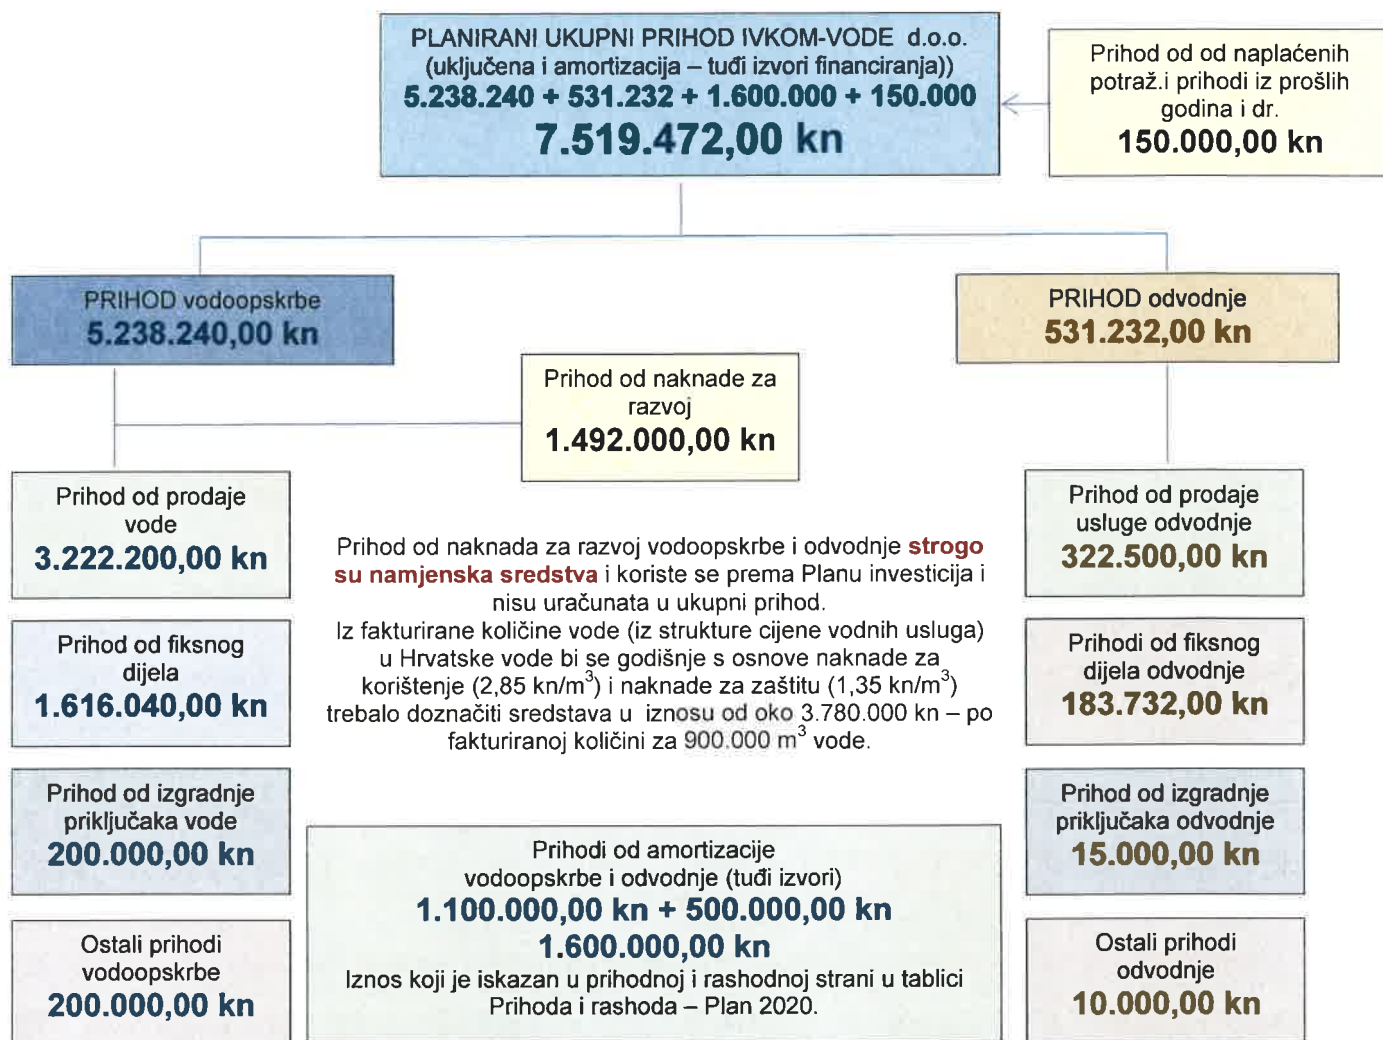 PLANIRANI UKUPNI PRIHOD IVKOM-VODE d.o.o.
(uključena i amortizacija – tuđi izvori financiranja))
5.238.240 + 531.232 + 1.600.000 + 150.000
7.519.472,00 kn
Prihod od od naplaćenih
potraž.i prihodi iz prošlih
godina i dr.
150.000,00 kn
PRIHOD vodoopskrbe
5.238.240,00 kn
PRIHOD odvodnje
531.232,00 kn
Prihod od naknade za
razvoj
1.492.000,00 kn
Prihod od prodaje
vode
3.222.200,00 kn
Prihod od fiksnog
dijela
1.616.040,00 kn
Prihod od izgradnje
priključaka vode
200.000,00 kn
Ostali prihodi
vodoopskrbe
200.000,00 kn
Prihod od naknada za razvoj vodoopskrbe i odvodnje strogo
su namjenska sredstva i koriste se prema Planu investicija i
nisu uračunata u ukupni prihod.
Iz fakturirane količine vode (iz strukture cijene vodnih usluga)
u Hrvatske vode bi se godišnje s osnove naknade za
korištenje (2,85 kn/m³) i naknade za zaštitu (1,35 kn/m³)
trebalo doznačiti sredstava u iznosu od oko 3.780.000 kn – po
fakturiranoj količini za 900.000 m³ vode.
Prihodi od amortizacije
vodoopskrbe i odvodnje (tuđi izvori)
1.100.000,00 kn + 500.000,00 kn
1.600.000,00 kn
Iznos koji je iskazan u prihodnoj i rashodnoj strani u tablici
Prihoda i rashoda – Plan 2020.
Prihod od prodaje
usluge odvodnje
322.500,00 kn
Prihodi od fiksnog
dijela odvodnje
183.732,00 kn
Prihod od izgradnje
priključaka odvodnje
15.000,00 kn
Ostali prihodi
odvodnje
10.000,00 kn